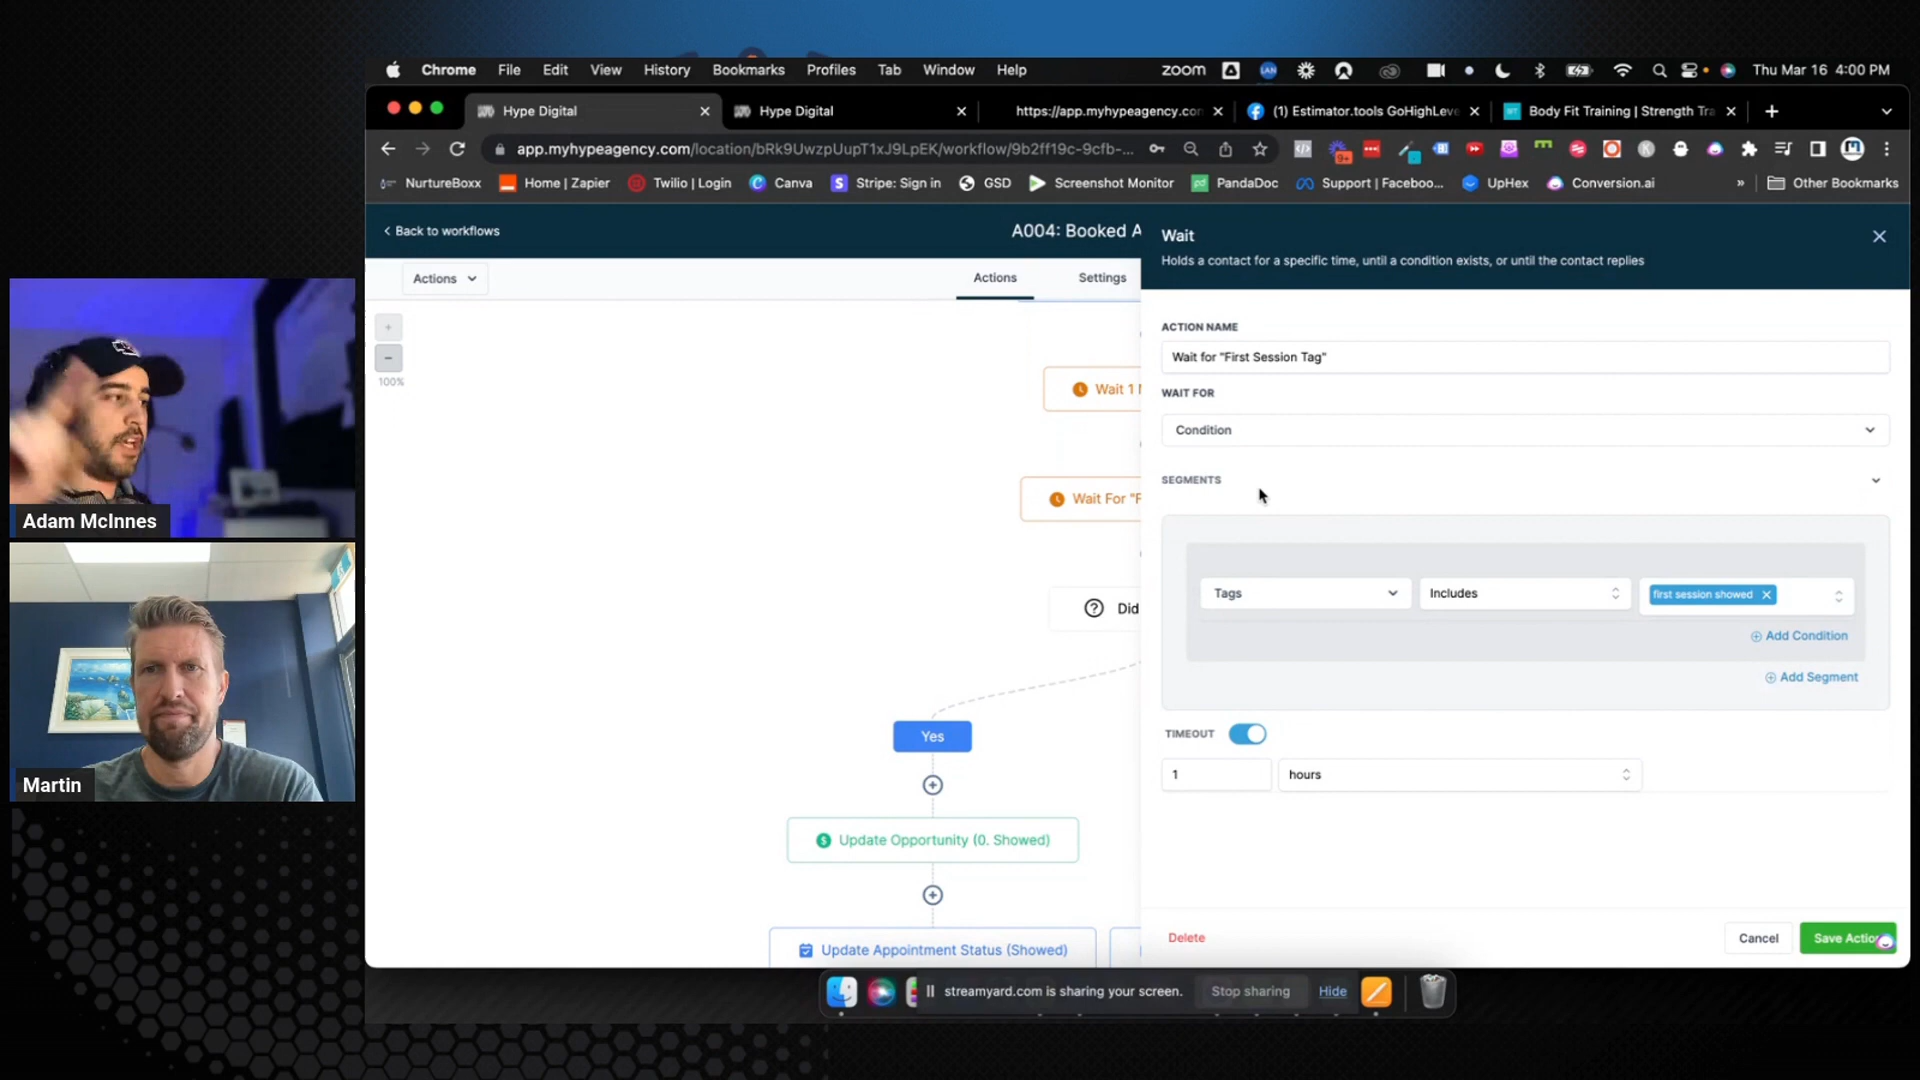 Chrome File Edit View History Bookmarks Profiles Tab Window Help
zoom
LAN
Thu Mar 16 4:00 PM
Hype Digital
Hype Digital
https://app.myhypeagency.con
(1) Estimator.tools GoHighLeve
Body Fit Training | Strength Tra
app.myhypeagency.com/location/bRk9UwzpUupT1xJ9LpEK/workflow/9b2ff19c-9cfb-...
9+
NurtureBoxx
Home | Zapier
Twilio | Login
Canva
Stripe: Sign in
GSD
Screenshot Monitor
PandaDoc
Support | Faceboo...
UpHex
Conversion.ai
»
Other Bookmarks
Back to workflows
A004: Booked A
Actions
Actions
Settings
100%
Wait 1
Wait For "F
Did
Yes
Update Opportunity (0. Showed)
Update Appointment Status (Showed)
Wait
Holds a contact for a specific time, until a condition exists, or until the contact replies
ACTION NAME
Wait for "First Session Tag"
WAIT FOR
Condition
SEGMENTS
Tags
Includes
first session showed
Add Condition
Add Segment
TIMEOUT
1
hours
Delete
Cancel
Save Actio
streamyard.com is sharing your screen.
Stop sharing
Hide
Adam McInnes
Martin